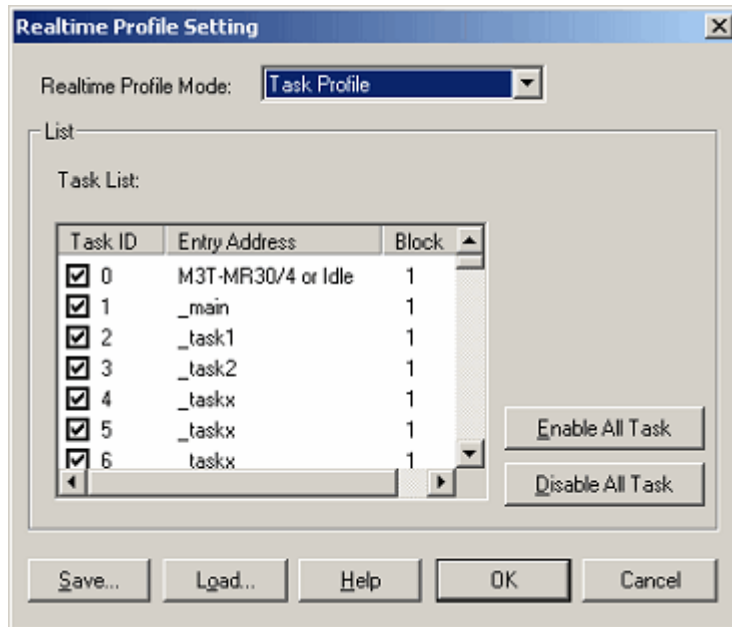 Realtime Profile Setting
Realtime Profile Mode: Task Profile
List
Task List:
Task ID Entry Address Block
0 M3T-MR30/4 or Idle 1
1 _main 1
2 _task1 1
3 _task2 1
4 _taskx 1
5 _taskx 1
6 taskx 1
Enable All Task
Disable All Task
Save... Load... Help OK Cancel